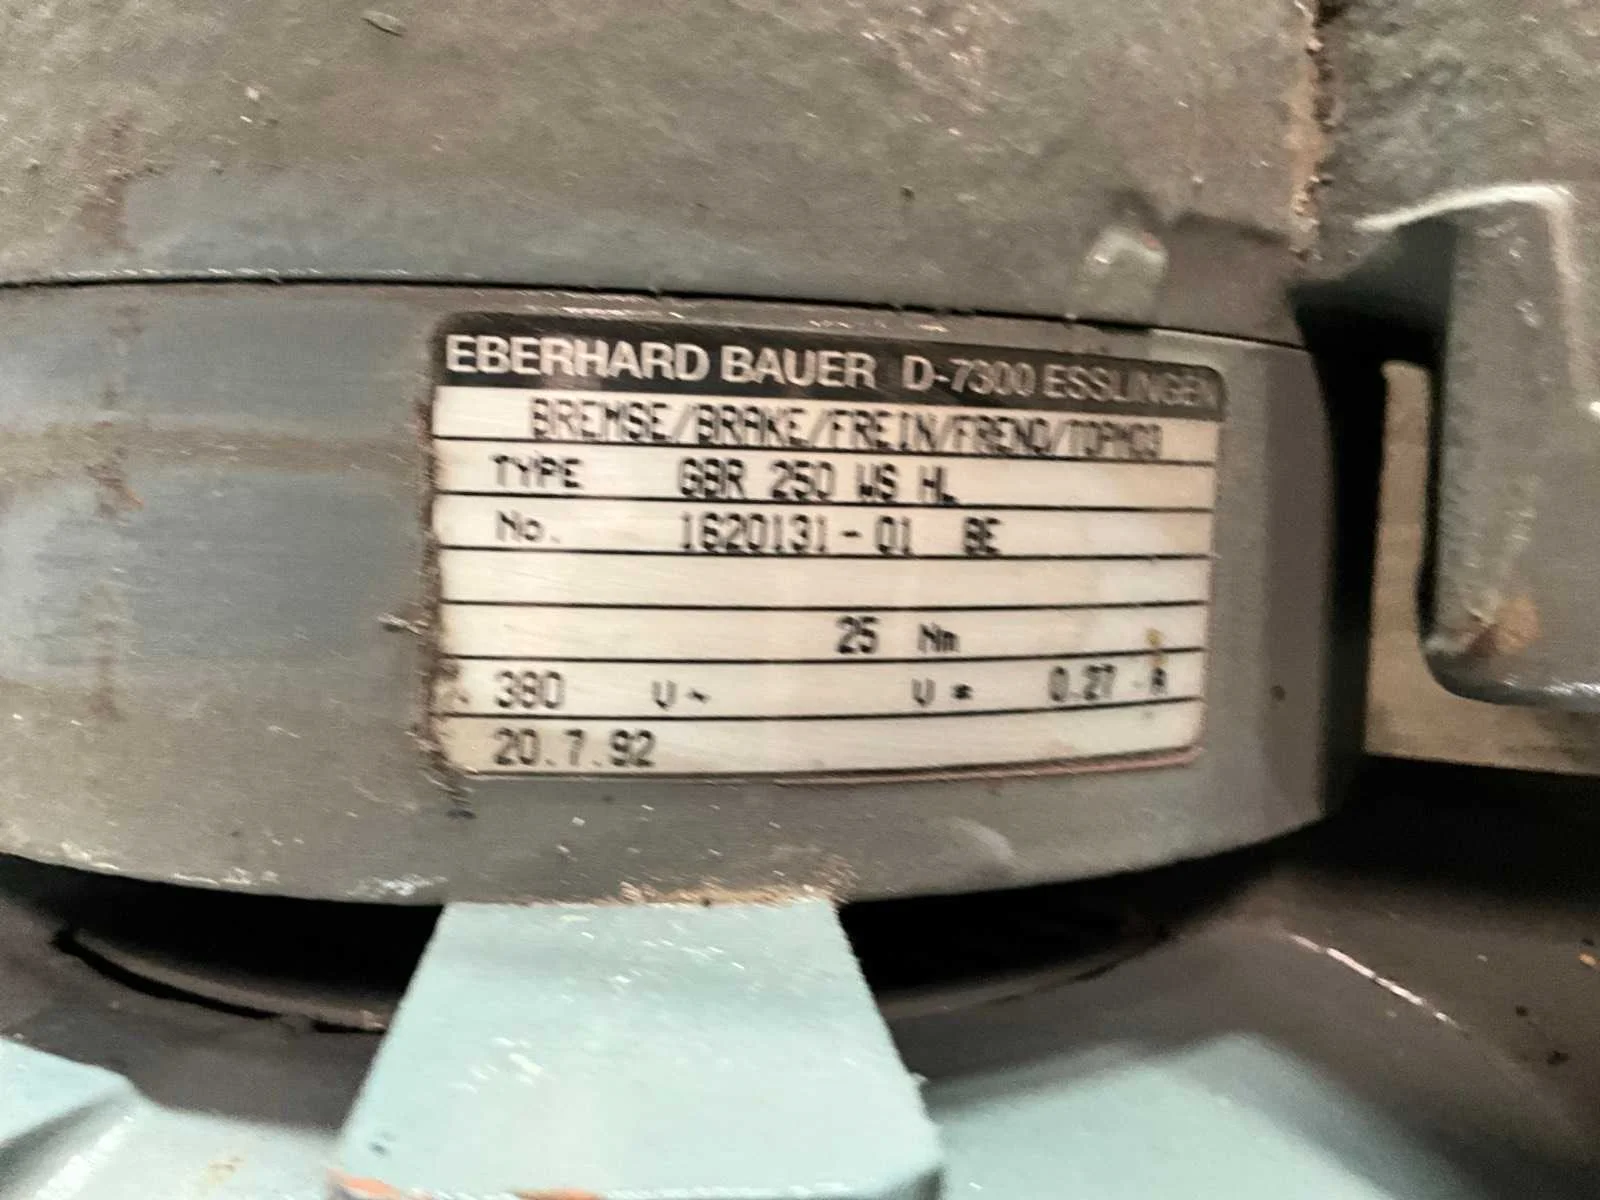 EBERHARD BAUER D-7300 ESSLINGEN
BREMSE/BRAKE/FREIN/FRENO/TOPMOЗ
TYPE GBR 250 WS HL
No. 1620131-01 BE
25 Nm
380 V~ V= 0.27 A
20.7.92